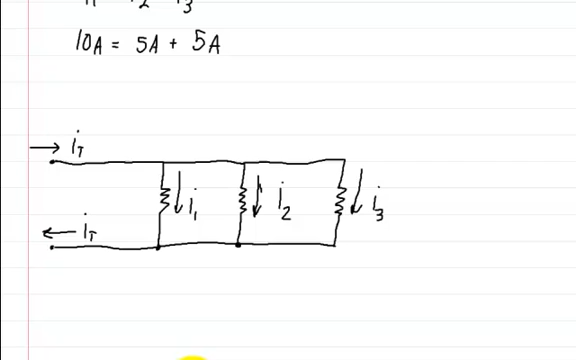 10A = 5A + 5A
iT
i1 i2 i3
iT